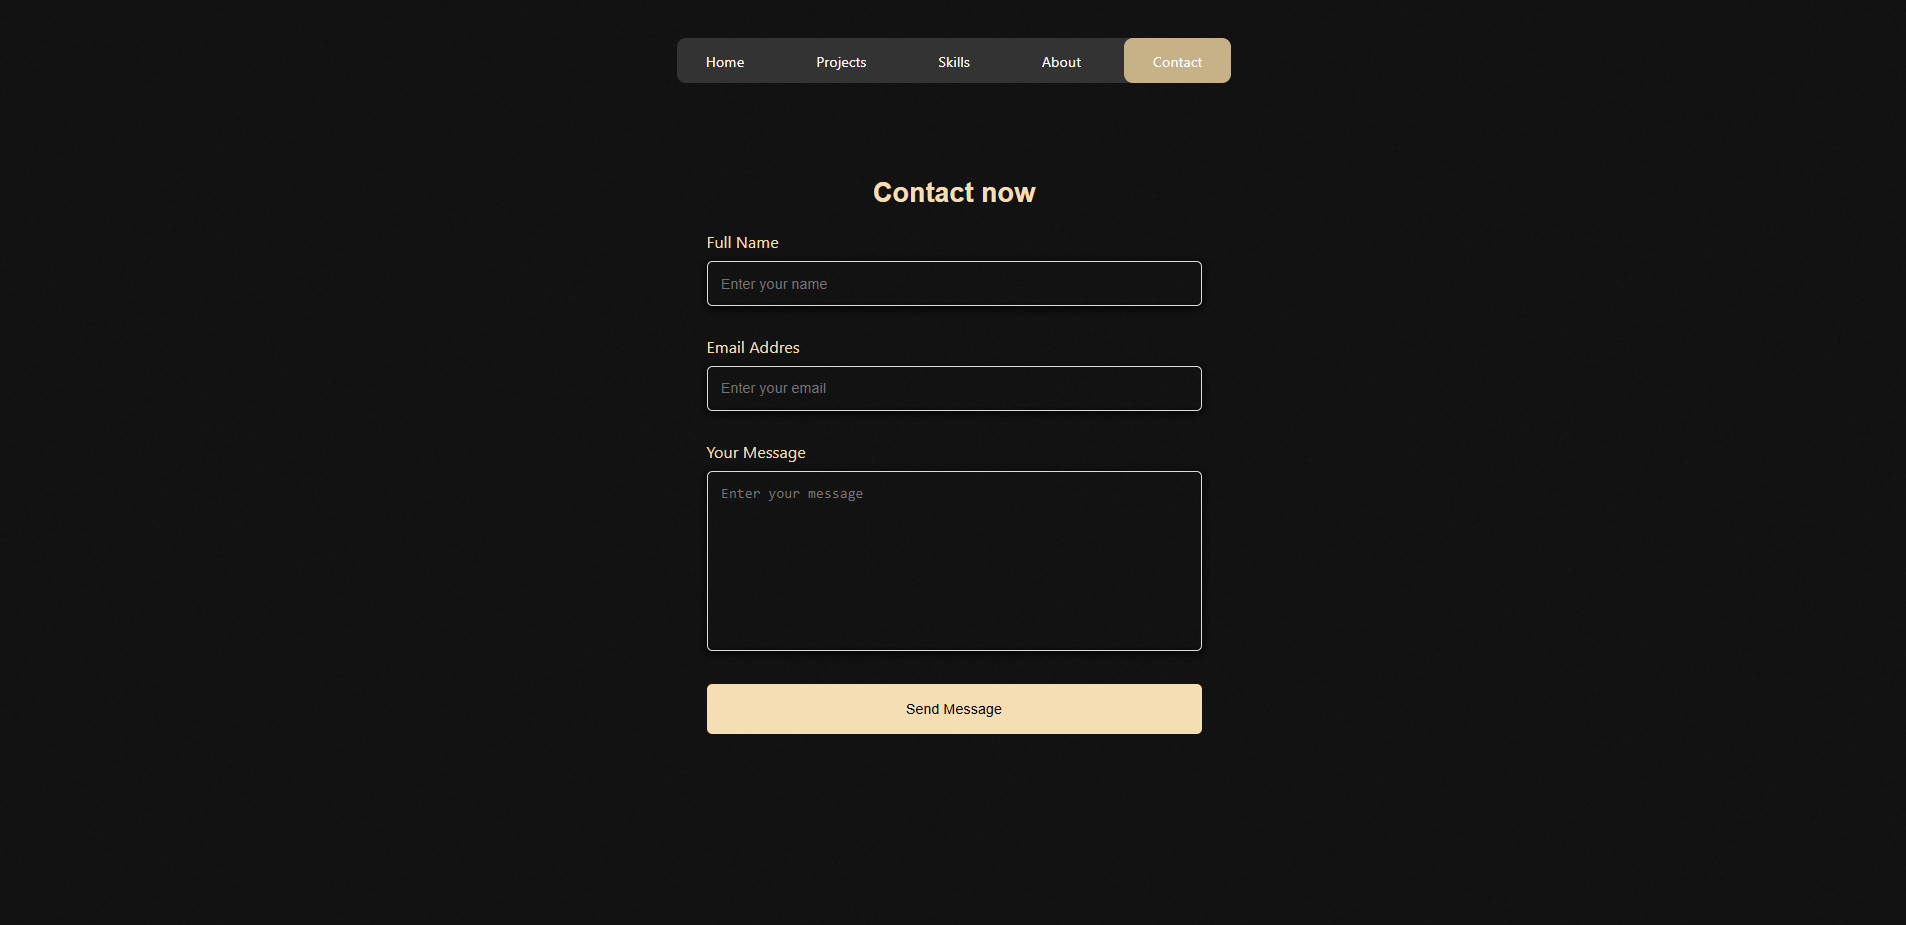 Home Projects Skills About Contact
Contact now
Full Name
Enter your name
Email Addres
Enter your email
Your Message
Enter your message
Send Message